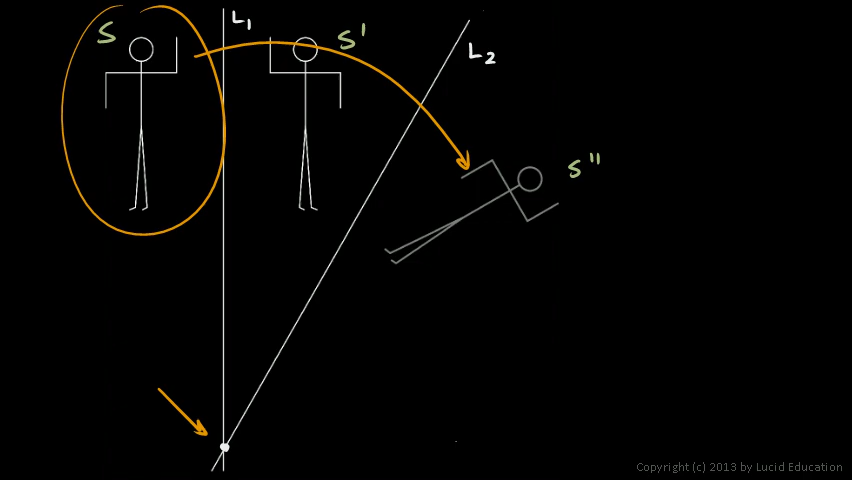 S
L₁
S'
L₂
S"
Copyright (c) 2013 by Lucid Education